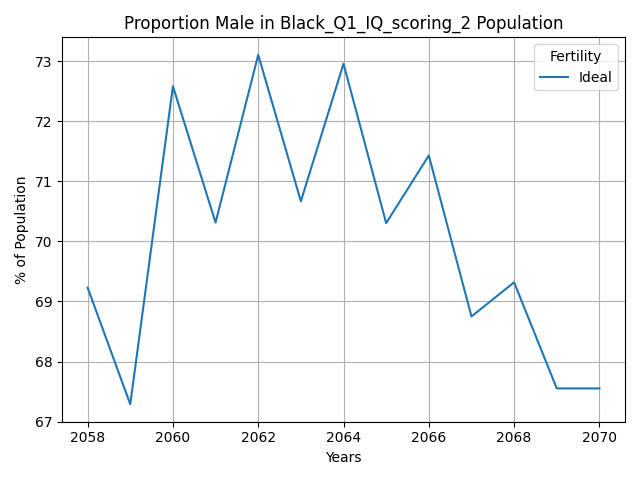 Proportion Male in Black_Q1_IQ_scoring_2 Population
Fertility
Ideal
% of Population
73
72
71
70
69
68
67
2058
2060
2062
2064
2066
2068
2070
Years